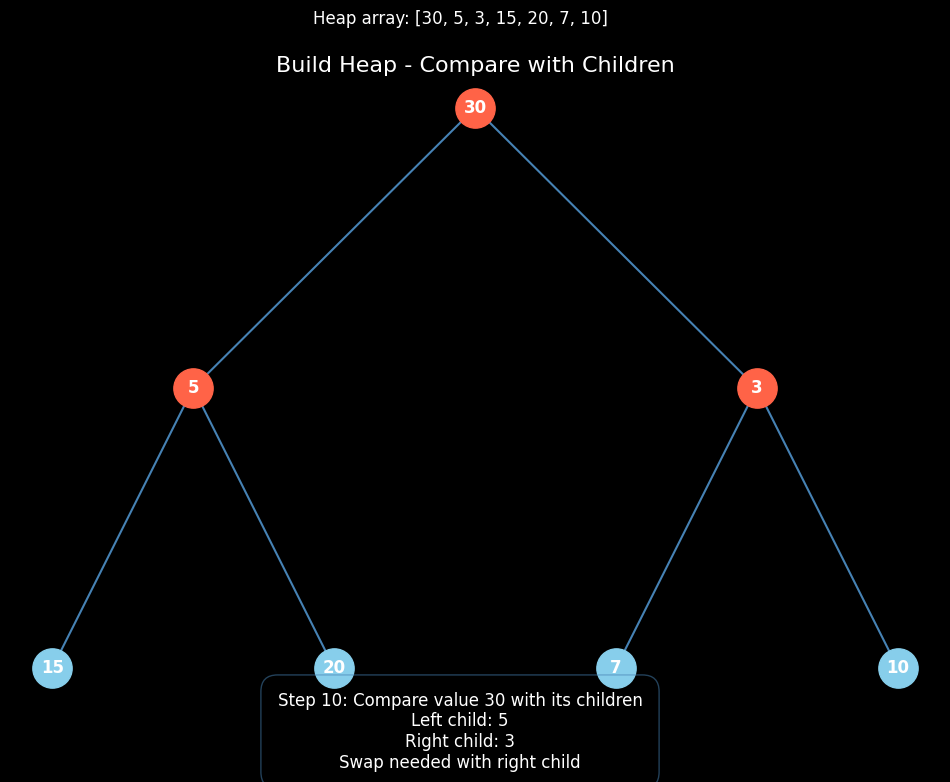 Heap array: [30, 5, 3, 15, 20, 7, 10]
Build Heap - Compare with Children
30
5
3
15
20
7
10
Step 10: Compare value 30 with its children
Left child: 5
Right child: 3
Swap needed with right child